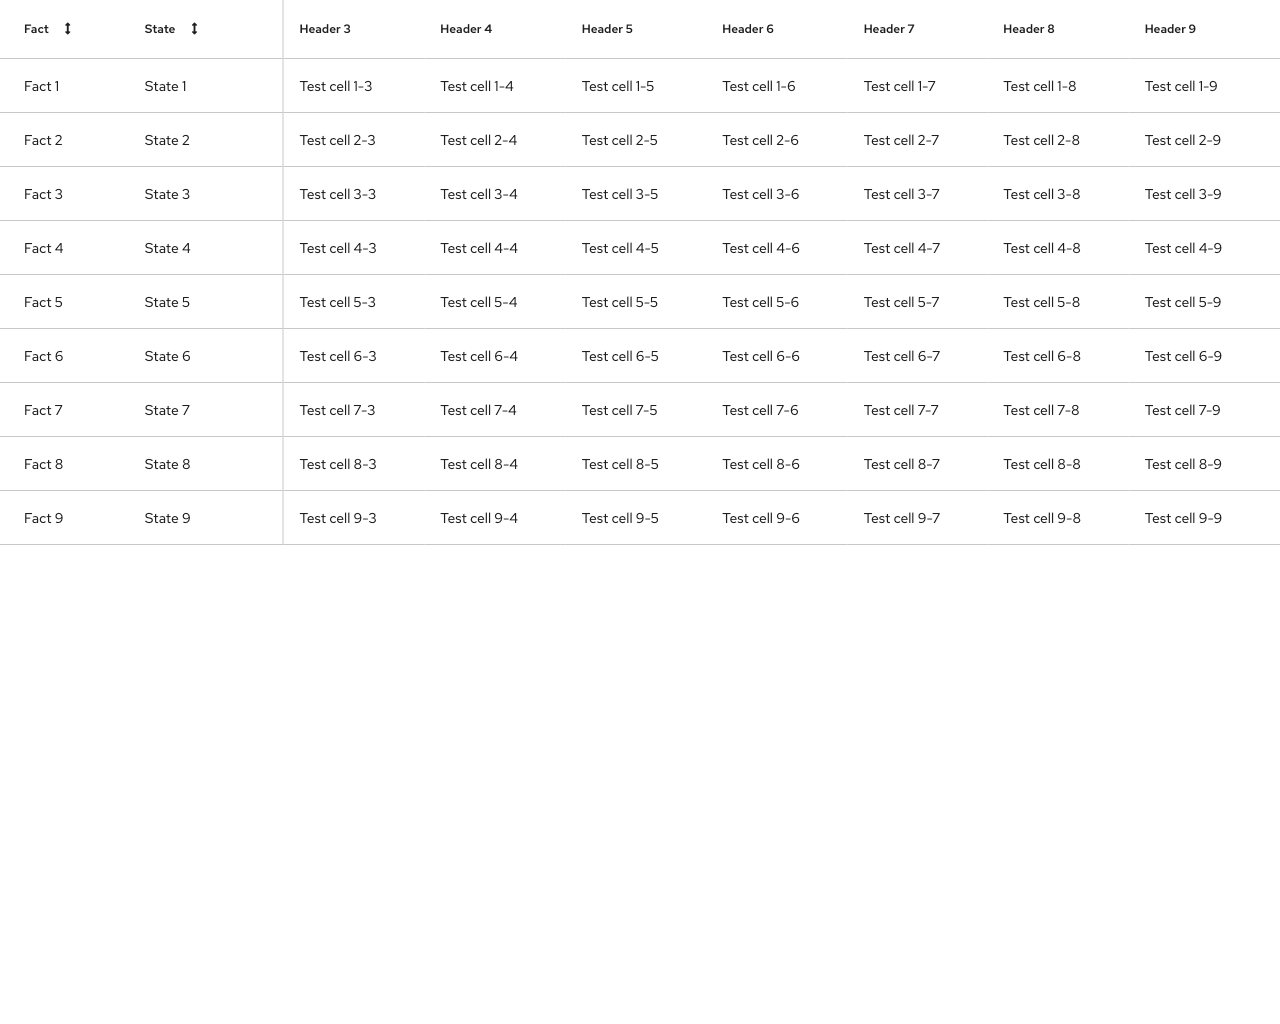 Fact State Header 3 Header 4 Header 5 Header 6 Header 7 Header 8 Header 9
Fact 1 State 1 Test cell 1-3 Test cell 1-4 Test cell 1-5 Test cell 1-6 Test cell 1-7 Test cell 1-8 Test cell 1-9
Fact 2 State 2 Test cell 2-3 Test cell 2-4 Test cell 2-5 Test cell 2-6 Test cell 2-7 Test cell 2-8 Test cell 2-9
Fact 3 State 3 Test cell 3-3 Test cell 3-4 Test cell 3-5 Test cell 3-6 Test cell 3-7 Test cell 3-8 Test cell 3-9
Fact 4 State 4 Test cell 4-3 Test cell 4-4 Test cell 4-5 Test cell 4-6 Test cell 4-7 Test cell 4-8 Test cell 4-9
Fact 5 State 5 Test cell 5-3 Test cell 5-4 Test cell 5-5 Test cell 5-6 Test cell 5-7 Test cell 5-8 Test cell 5-9
Fact 6 State 6 Test cell 6-3 Test cell 6-4 Test cell 6-5 Test cell 6-6 Test cell 6-7 Test cell 6-8 Test cell 6-9
Fact 7 State 7 Test cell 7-3 Test cell 7-4 Test cell 7-5 Test cell 7-6 Test cell 7-7 Test cell 7-8 Test cell 7-9
Fact 8 State 8 Test cell 8-3 Test cell 8-4 Test cell 8-5 Test cell 8-6 Test cell 8-7 Test cell 8-8 Test cell 8-9
Fact 9 State 9 Test cell 9-3 Test cell 9-4 Test cell 9-5 Test cell 9-6 Test cell 9-7 Test cell 9-8 Test cell 9-9